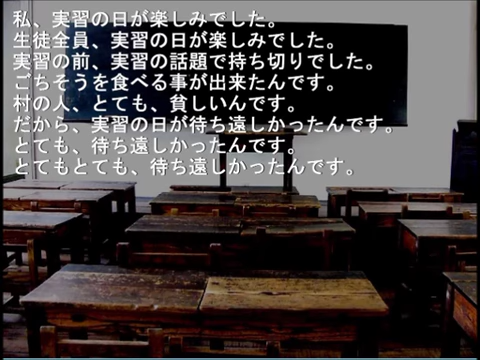 私、実習の日が楽しみでした。
生徒全員、実習の日が楽しみでした。
実習の前、実習の話題で持ち切りでした。
ごちそうを食べる事が出来たんです。
村の人、とても、貧しいんです。
だから、実習の日が待ち遠しかったんです。
とても、待ち遠しかったんです。
とてもとても、待ち遠しかったんです。